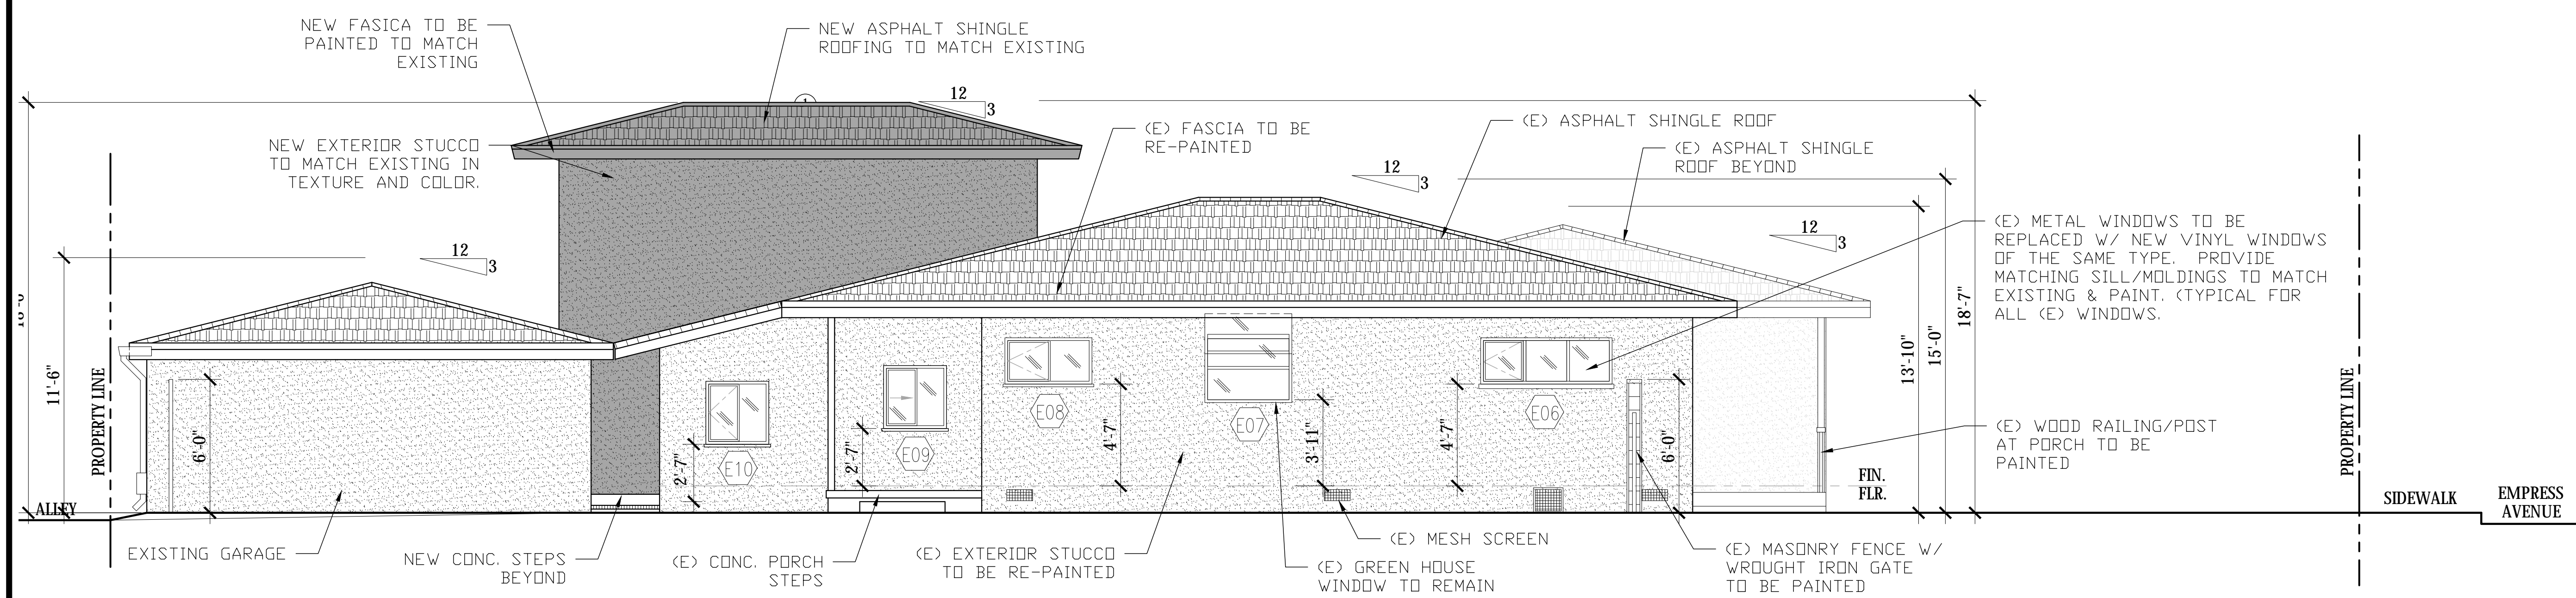 NEW FASICA TO BE
PAINTED TO MATCH
EXISTING
NEW ASPHALT SHINGLE
ROOFING TO MATCH EXISTING
12
3
NEW EXTERIOR STUCCO
TO MATCH EXISTING IN
TEXTURE AND COLOR.
(E) FASCIA TO BE
RE-PAINTED
(E) ASPHALT SHINGLE ROOF
(E) ASPHALT SHINGLE
ROOF BEYOND
12
3
12
3
12
3
(E) METAL WINDOWS TO BE
REPLACED W/ NEW VINYL WINDOWS
OF THE SAME TYPE. PROVIDE
MATCHING SILL/MOLDINGS TO MATCH
EXISTING & PAINT. (TYPICAL FOR
ALL (E) WINDOWS.
11'-6"
PROPERTY LINE
6'-0"
2'-7"
E10
2'-7"
E09
E08
4'-7"
E07
3'-11"
4'-7"
E06
6'-0"
13'-10"
15'-0"
18'-7"
(E) WOOD RAILING/POST
AT PORCH TO BE
PAINTED
PROPERTY LINE
FIN.
FLR.
ALLEY
SIDEWALK
EMPRESS
AVENUE
EXISTING GARAGE
NEW CONC. STEPS
BEYOND
(E) CONC. PORCH
STEPS
(E) EXTERIOR STUCCO
TO BE RE-PAINTED
(E) MESH SCREEN
(E) GREEN HOUSE
WINDOW TO REMAIN
(E) MASONRY FENCE W/
WROUGHT IRON GATE
TO BE PAINTED